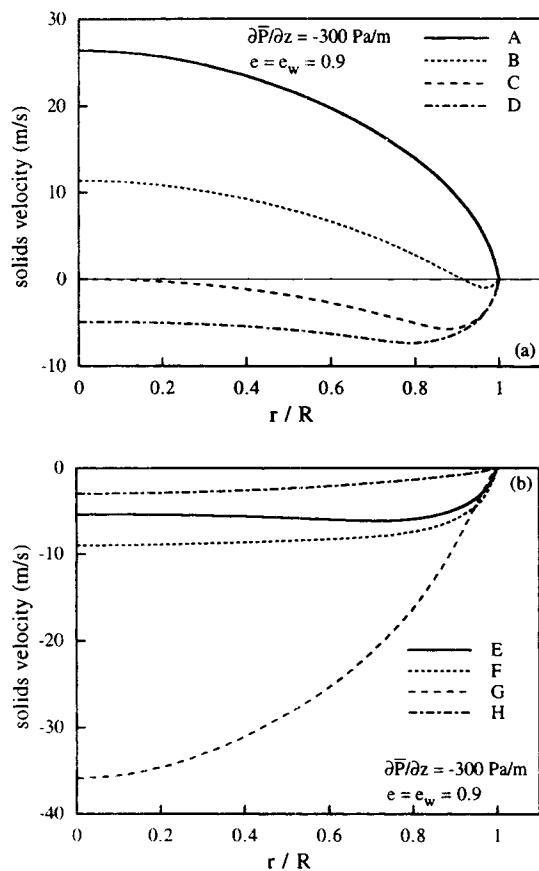 30
∂P̅/∂z = -300 Pa/m
e = e_w = 0.9
A
B
C
D
20
10
0
-10
solids velocity (m/s)
(a)
0 0.2 0.4 0.6 0.8 1
r / R
0
(b)
-10
-20
-30
-40
solids velocity (m/s)
E
F
G
H
∂P̅/∂z = -300 Pa/m
e = e_w = 0.9
0 0.2 0.4 0.6 0.8 1
r / R